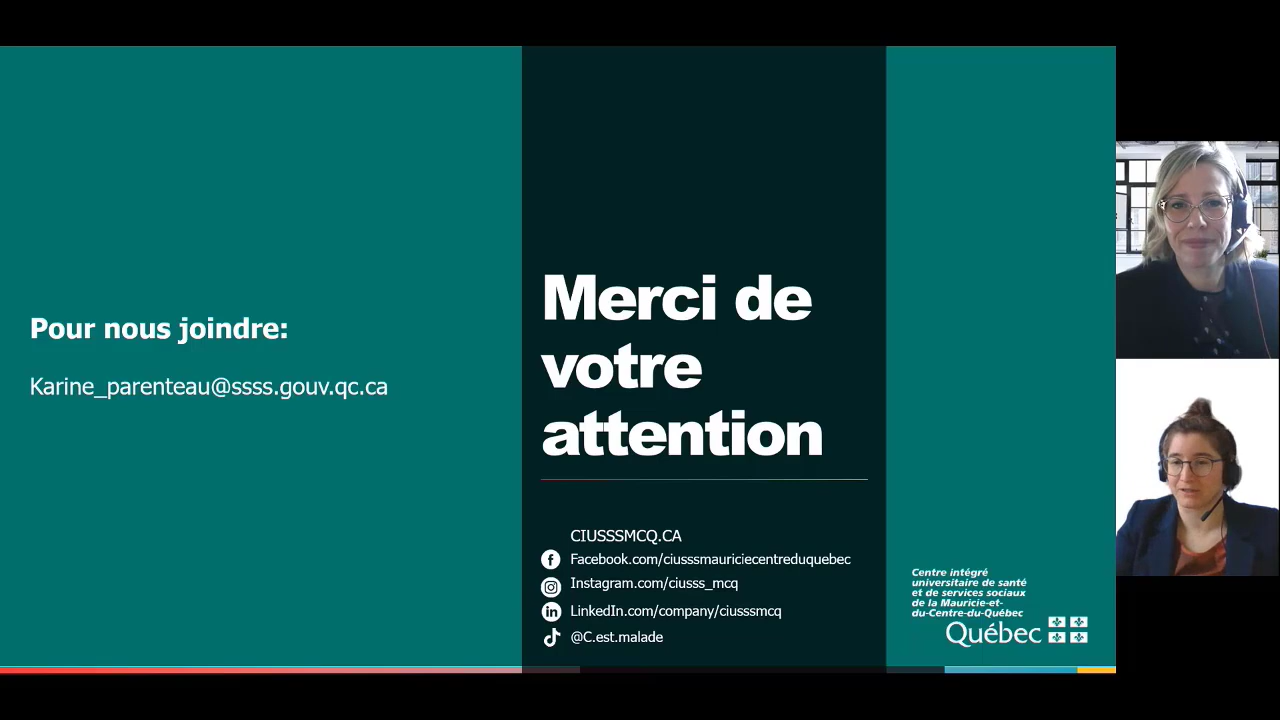 Pour nous joindre:
Karine_parenteau@ssss.gouv.qc.ca
Merci de
votre
attention
CIUSSSMCQ.CA
Facebook.com/ciusssmauriciecentreduquebec
Instagram.com/ciusss_mcq
LinkedIn.com/company/ciusssmcq
@C.est.malade
Centre intégré
universitaire de santé
et de services sociaux
de la Mauricie-et-
du-Centre-du-Québec
Québec